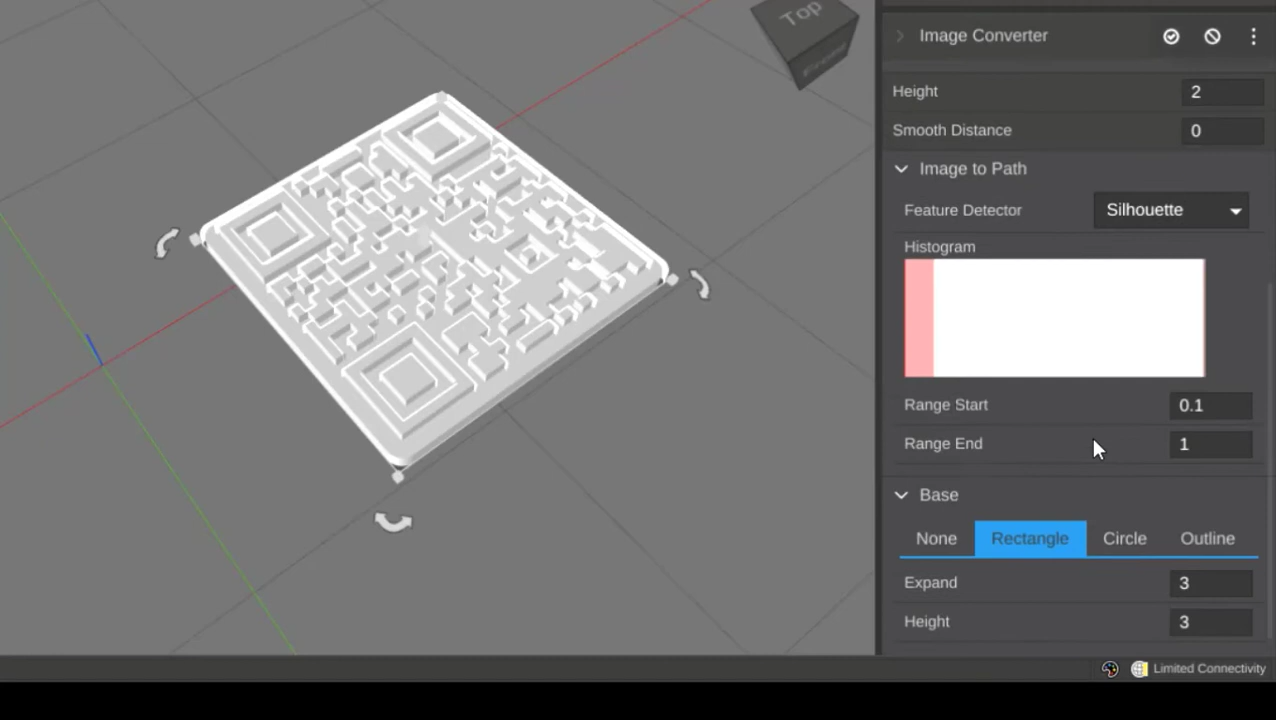 Top
Front
Image Converter
Height 2
Smooth Distance 0
Image to Path
Feature Detector Silhouette
Histogram
Range Start 0.1
Range End 1
Base
None Rectangle Circle Outline
Expand 3
Height 3
Limited Connectivity